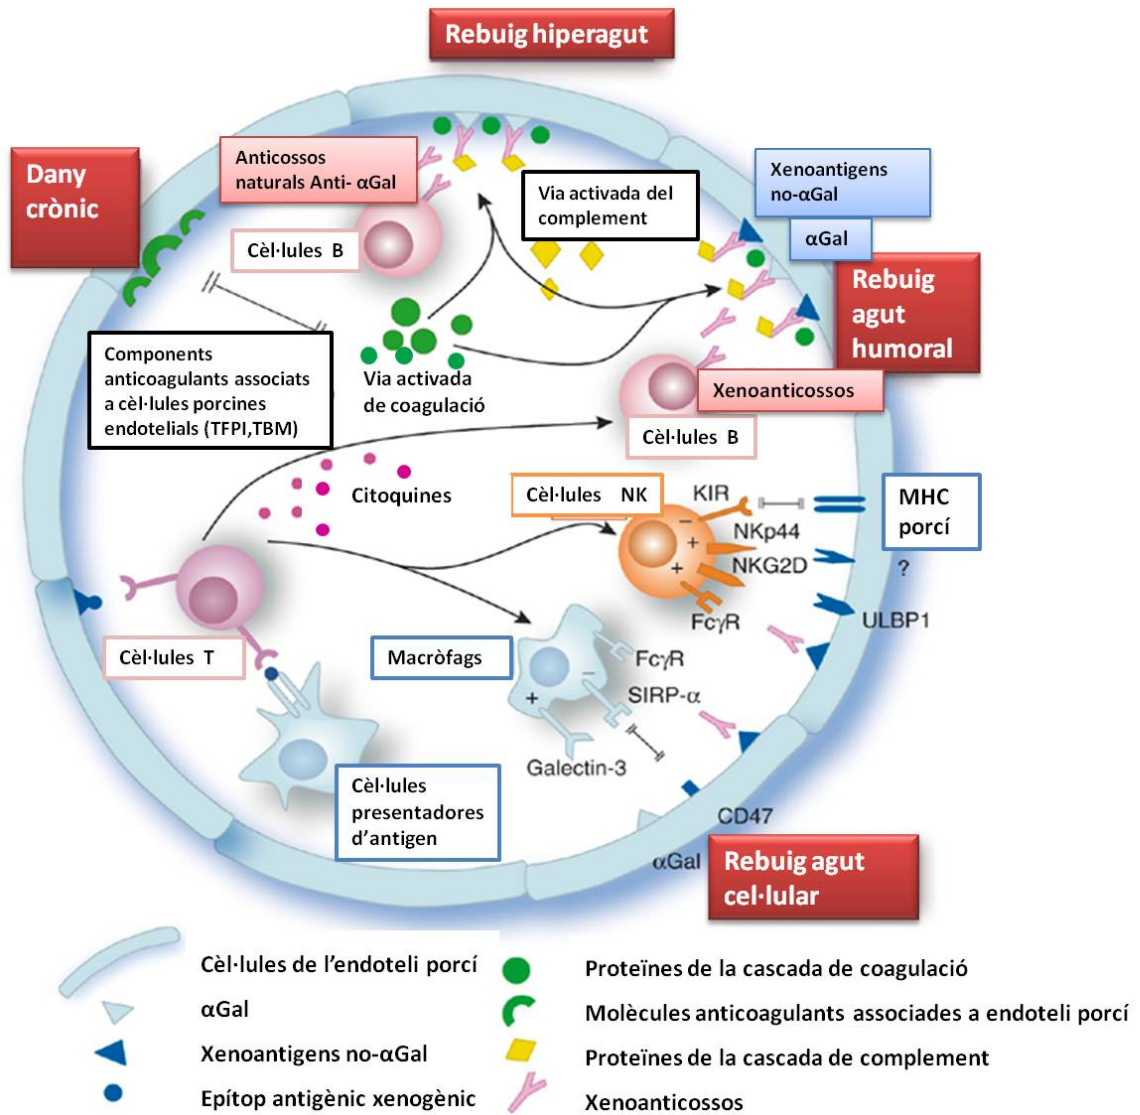 Rebuig hiperagut
Dany
crònic
Anticossos
naturals Anti- αGal
Cèl·lules B
Via activada del
complement
Xenoantigens
no-αGal
αGal
Rebuig
agut
humoral
Components
anticoagulants associats
a cèl·lules porcines
endotelials (TFPI,TBM)
Via activada
de coagulació
Xenoanticossos
Cèl·lules B
Citoquines
Cèl·lules NK
KIR
NKp44
NKG2D
FcγR
MHC
porcí
?
ULBP1
Cèl·lules T
Macròfags
FcγR
SIRP-α
Galectin-3
Cèl·lules
presentadores
d’antigen
CD47
αGal
Rebuig agut
cel·lular
Cèl·lules de l’endoteli porcí
αGal
Xenoantigens no-αGal
Epítop antigènic xenogènic
Proteïnes de la cascada de coagulació
Molècules anticoagulants associades a endoteli porcí
Proteïnes de la cascada de complement
Xenoanticossos